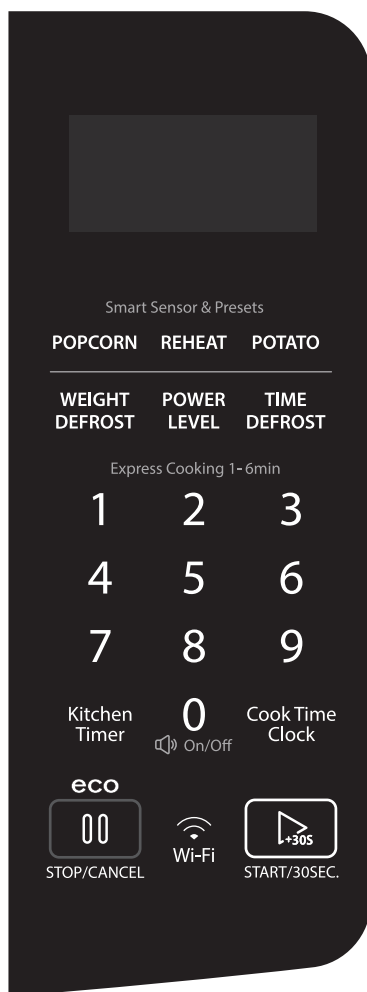 Smart Sensor & Presets
POPCORN REHEAT POTATO
WEIGHT DEFROST POWER LEVEL TIME DEFROST
Express Cooking 1-6min
1 2 3
4 5 6
7 8 9
Kitchen Timer 0 Cook Time Clock
On/Off
eco
+30S
Wi-Fi
STOP/CANCEL START/30SEC.